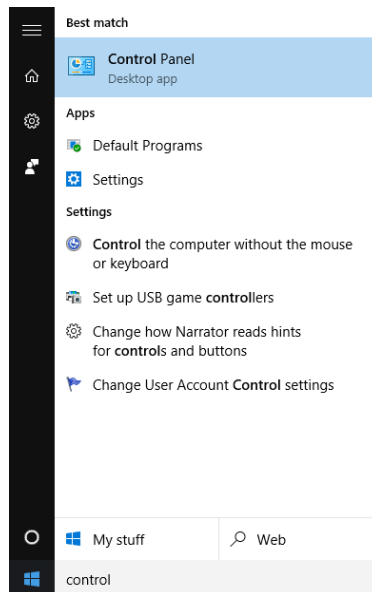 Best match
Control Panel
Desktop app
Apps
Default Programs
Settings
Settings
Control the computer without the mouse
or keyboard
Set up USB game controllers
Change how Narrator reads hints
for controls and buttons
Change User Account Control settings
My stuff
Web
control